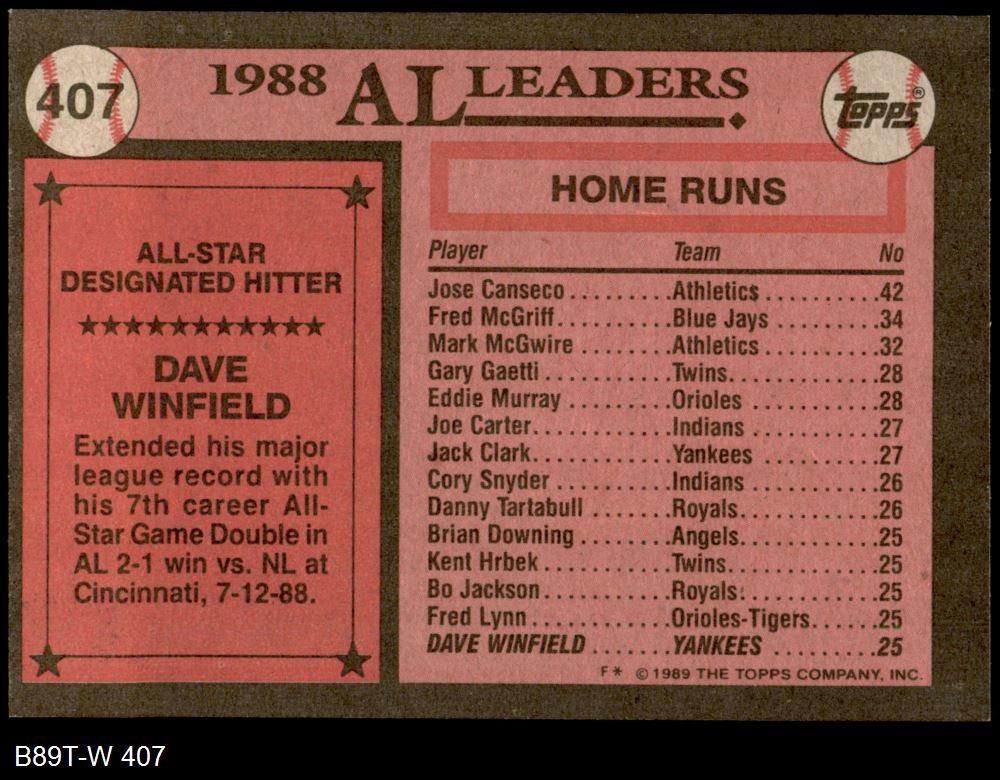 407
1988 AL LEADERS
Topps®
ALL-STAR
DESIGNATED HITTER
DAVE
WINFIELD
Extended his major
league record with
his 7th career All-
Star Game Double in
AL 2-1 win vs. NL at
Cincinnati, 7-12-88.
HOME RUNS
Player Team No
Jose Canseco..........Athletics..........42
Fred McGriff..........Blue Jays.........34
Mark McGwire ........Athletics..........32
Gary Gaetti............Twins.............28
Eddie Murray .........Orioles ...........28
Joe Carter.............Indians ...........27
Jack Clark.............Yankees ..........27
Cory Snyder ..........Indians ...........26
Danny Tartabull .......Royals............26
Brian Downing ........Angels............25
Kent Hrbek............Twins.............25
Bo Jackson............Royals............25
Fred Lynn.............Orioles-Tigers......25
DAVE WINFIELD .......YANKEES .........25
F* © 1989 THE TOPPS COMPANY, INC.
B89T-W 407